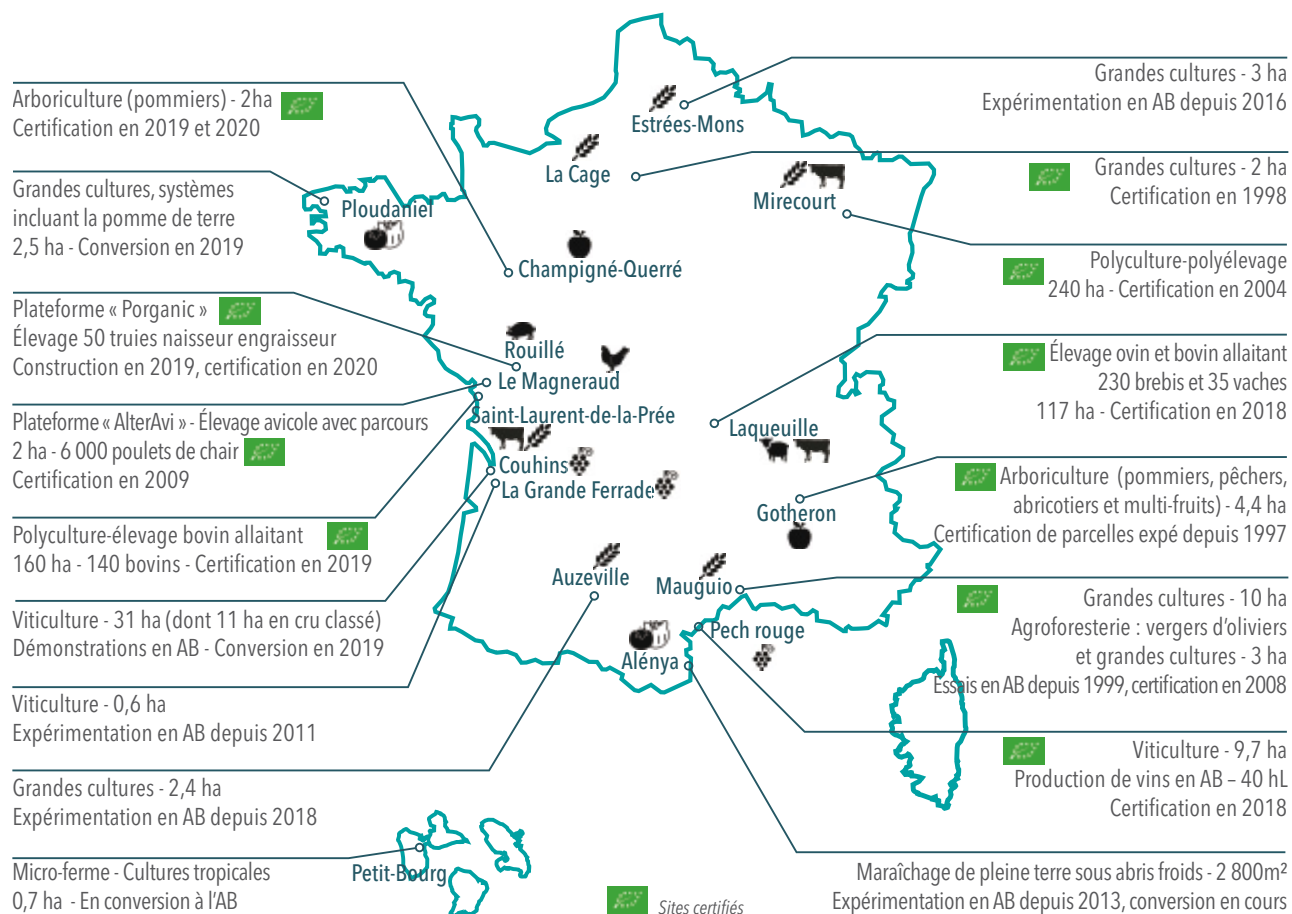 Arboriculture (pommiers) - 2ha
Certification en 2019 et 2020
Grandes cultures, systèmes
incluant la pomme de terre
2,5 ha - Conversion en 2019
Plateforme « Porganic »
Élevage 50 truies naisseur engraisseur
Construction en 2019, certification en 2020
Plateforme « AlterAvi » - Élevage avicole avec parcours
2 ha - 6 000 poulets de chair
Certification en 2009
Polyculture-élevage bovin allaitant
160 ha - 140 bovins - Certification en 2019
Viticulture - 31 ha (dont 11 ha en cru classé)
Démonstrations en AB - Conversion en 2019
Viticulture - 0,6 ha
Expérimentation en AB depuis 2011
Grandes cultures - 2,4 ha
Expérimentation en AB depuis 2018
Micro-ferme - Cultures tropicales
0,7 ha - En conversion à l'AB
Estrées-Mons
La Cage
Mirecourt
Ploudaniel
Champigné-Querré
Rouillé
Le Magneraud
Saint-Laurent-de-la-Prée
Laqueuille
Couhins
La Grande Ferrade
Gotheron
Auzeville
Mauguio
Pech rouge
Alénya
Petit-Bourg
Sites certifiés
Grandes cultures - 3 ha
Expérimentation en AB depuis 2016
Grandes cultures - 2 ha
Certification en 1998
Polyculture-polyélevage
240 ha - Certification en 2004
Élevage ovin et bovin allaitant
230 brebis et 35 vaches
117 ha - Certification en 2018
Arboriculture (pommiers, pêchers,
abricotiers et multi-fruits) - 4,4 ha
Certification de parcelles expé depuis 1997
Grandes cultures - 10 ha
Agroforesterie : vergers d'oliviers
et grandes cultures - 3 ha
Essais en AB depuis 1999, certification en 2008
Viticulture - 9,7 ha
Production de vins en AB – 40 hL
Certification en 2018
Maraîchage de pleine terre sous abris froids - 2 800m²
Expérimentation en AB depuis 2013, conversion en cours